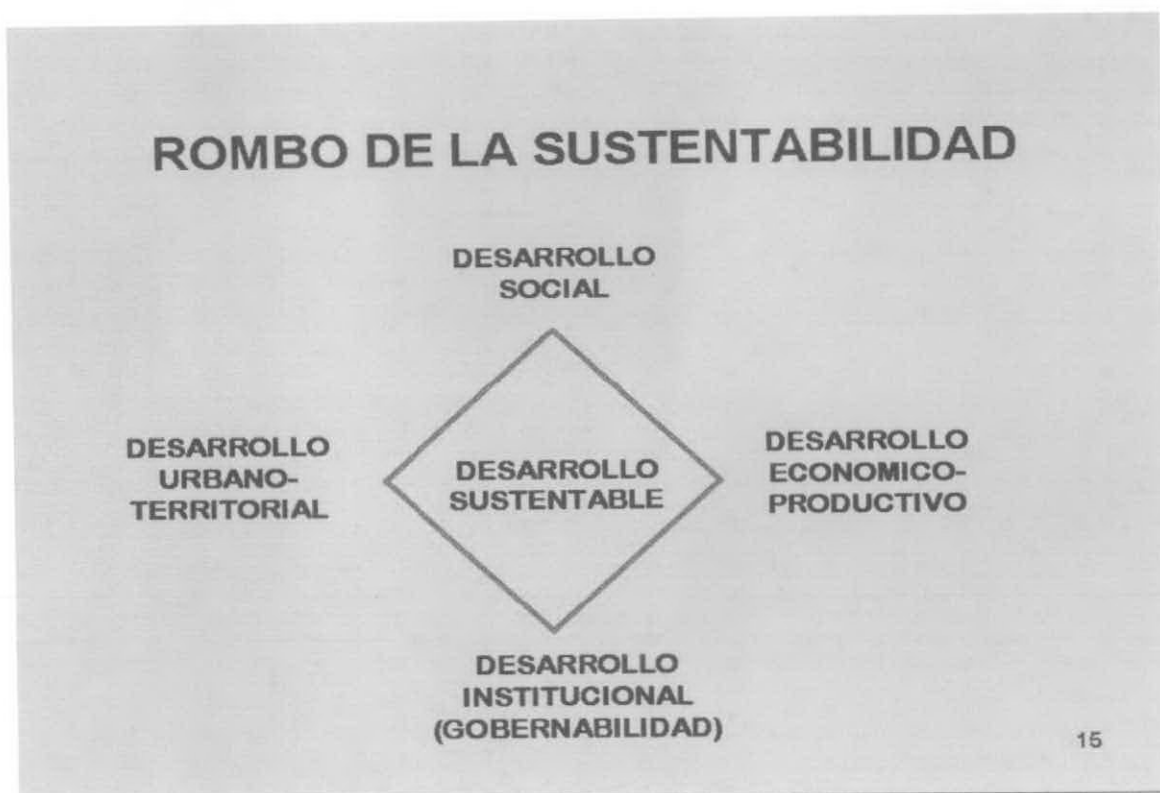 ROMBO DE LA SUSTENTABILIDAD
DESARROLLO
SOCIAL
DESARROLLO
URBANO-
TERRITORIAL
DESARROLLO
SUSTENTABLE
DESARROLLO
ECONOMICO-
PRODUCTIVO
DESARROLLO
INSTITUCIONAL
(GOBERNABILIDAD)
15